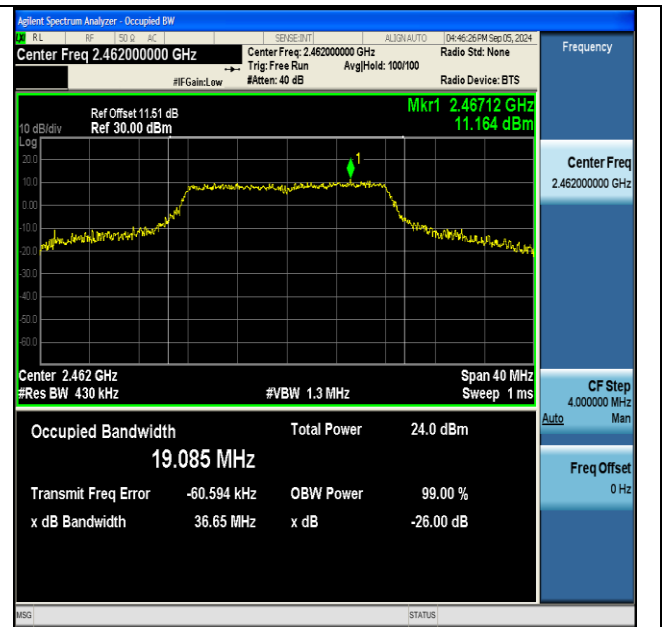 Agilent Spectrum Analyzer - Occupied BW
LXI RL RF 50 Ω AC SENSE:INT ALIGN AUTO 04:46:26 PM Sep 05, 2024
Center Freq 2.462000000 GHz
Center Freq: 2.462000000 GHz
Radio Std: None
Trig: Free Run Avg|Hold: 100/100
#IFGain:Low #Atten: 40 dB Radio Device: BTS
Frequency
Mkr1 2.46712 GHz
11.164 dBm
Ref Offset 11.51 dB
10 dB/div Ref 30.00 dBm
Log
20.0
10.0
0.00
-10.0
-20.0
-30.0
-40.0
-50.0
-60.0
1
Center 2.462 GHz Span 40 MHz
#Res BW 430 kHz #VBW 1.3 MHz Sweep 1 ms
Occupied Bandwidth Total Power 24.0 dBm
19.085 MHz
Transmit Freq Error -60.594 kHz OBW Power 99.00 %
x dB Bandwidth 36.65 MHz x dB -26.00 dB
Center Freq
2.462000000 GHz
CF Step
4.000000 MHz
Auto Man
Freq Offset
0 Hz
MSG STATUS